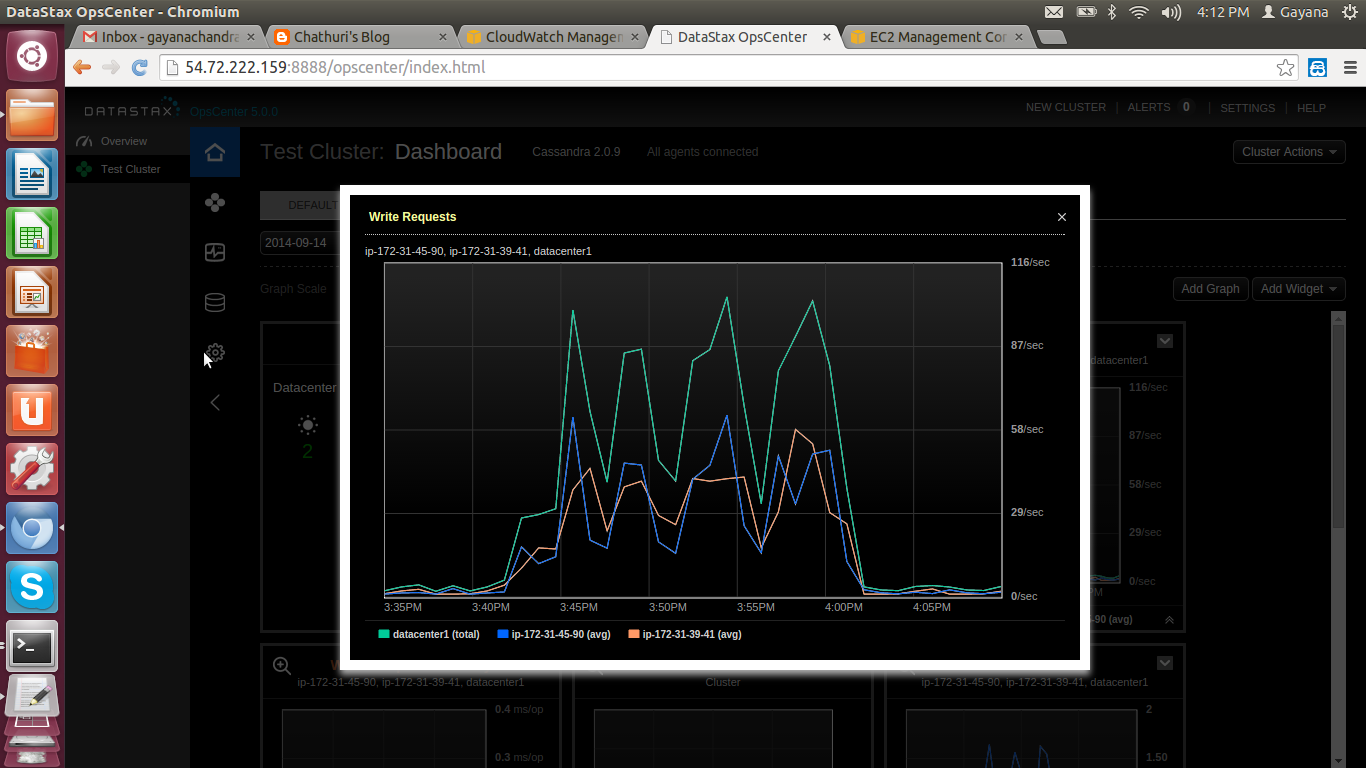 DataStax OpsCenter - Chromium
4:12 PM Gayana
Inbox - gayanachandra
Chathuri's Blog
CloudWatch Managem
DataStax OpsCenter
EC2 Management Con
54.72.222.159:8888/opscenter/index.html
DATASTAX OpsCenter 5.0.0
NEW CLUSTER | ALERTS 0 | SETTINGS | HELP
Overview
Test Cluster
Test Cluster: Dashboard Cassandra 2.0.9 All agents connected
Cluster Actions
DEFAULT
2014-09-14
Graph Scale
Add Graph
Add Widget
Datacenter
2
Write Requests
ip-172-31-45-90, ip-172-31-39-41, datacenter1
116/sec
87/sec
58/sec
29/sec
0/sec
3:35PM 3:40PM 3:45PM 3:50PM 3:55PM 4:00PM 4:05PM
datacenter1 (total) ip-172-31-45-90 (avg) ip-172-31-39-41 (avg)
datacenter1
116/sec
87/sec
58/sec
29/sec
0/sec
PM
(avg)
ip-172-31-45-90, ip-172-31-39-41, datacenter1
0.4 ms/op
0.3 ms/op
Cluster
ip-172-31-45-90, ip-172-31-39-41, datacenter1
2
1.50